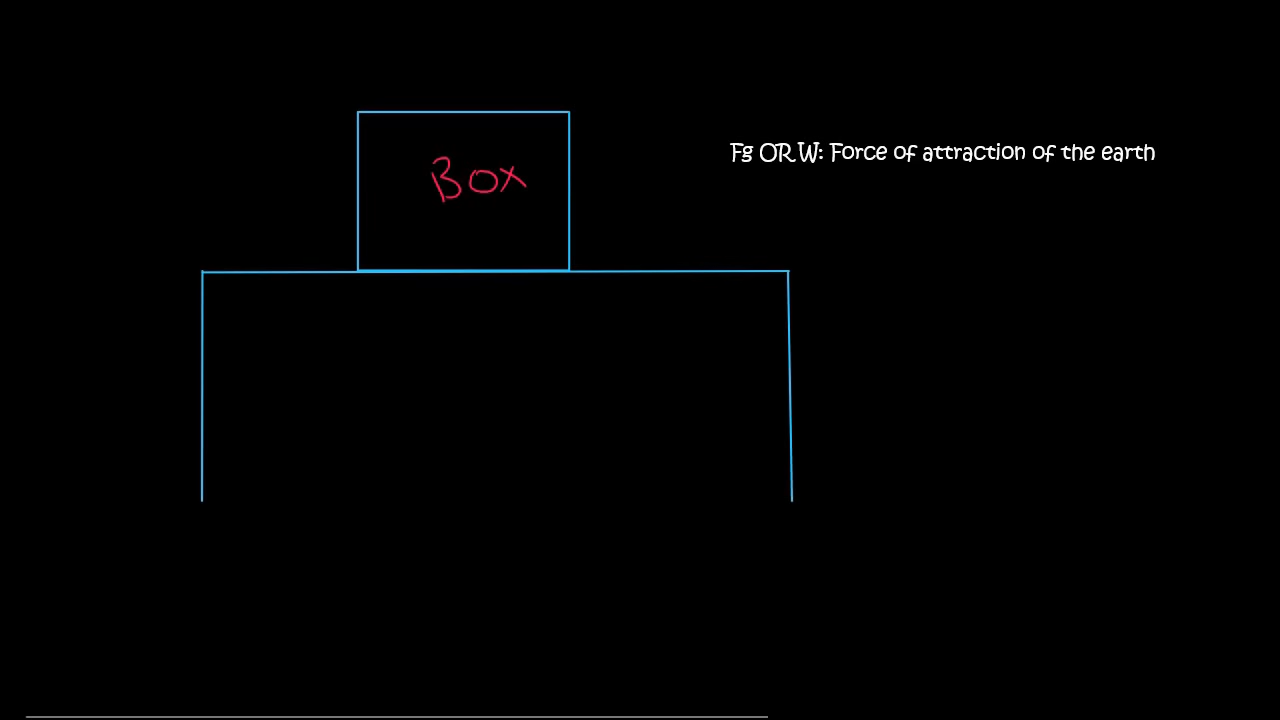 Box
Fg OR W: Force of attraction of the earth